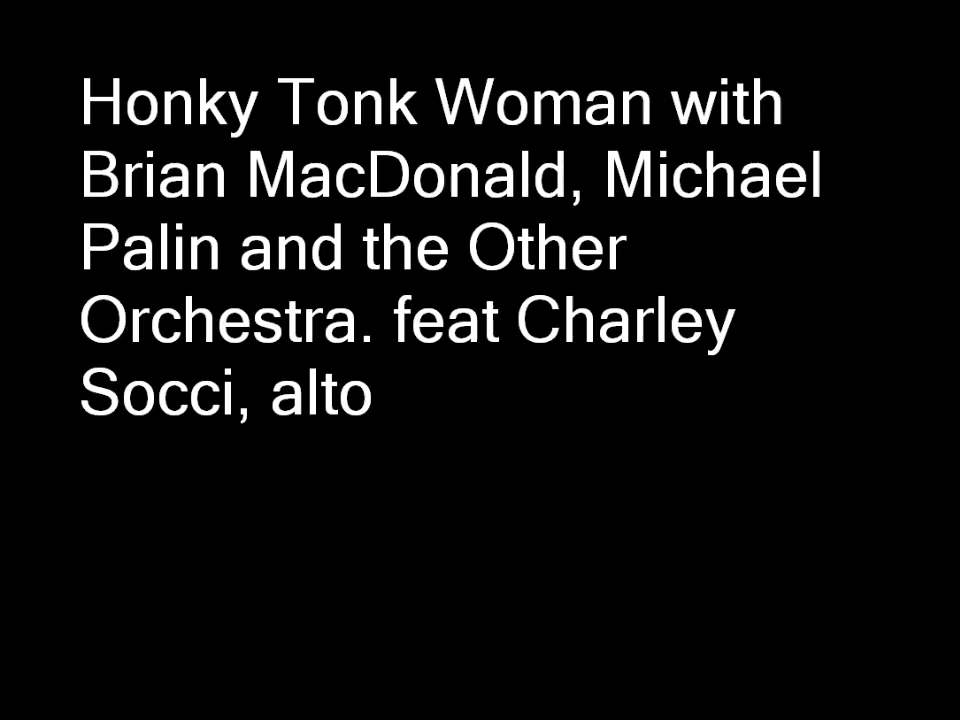 Honky Tonk Woman with
Brian MacDonald, Michael
Palin and the Other
Orchestra. feat Charley
Socci, alto